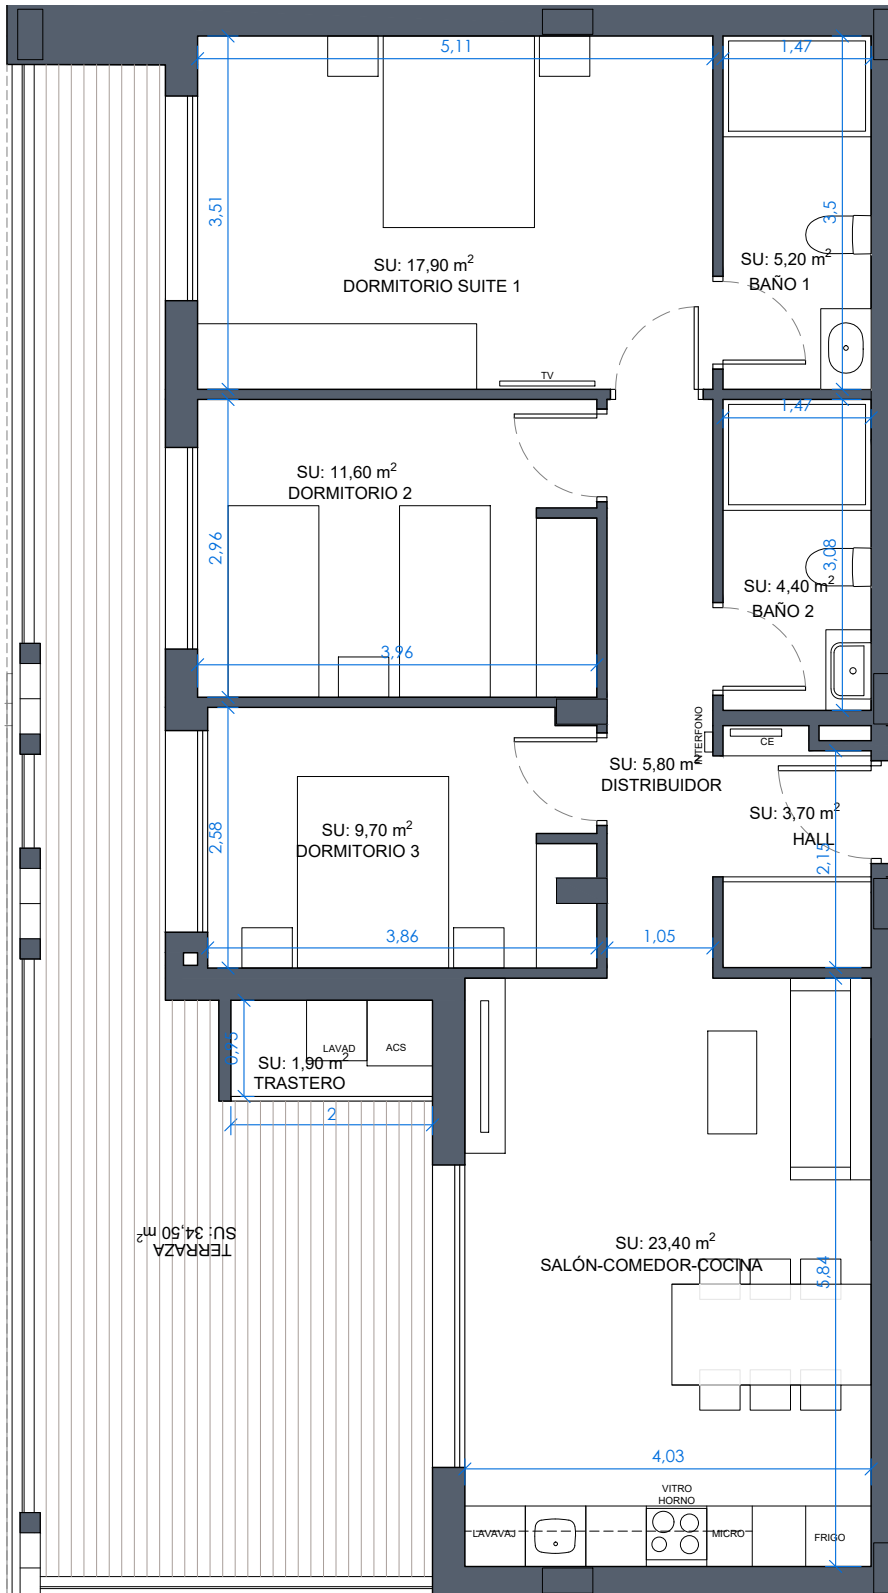 5,11
1,47
3,51
3,5
SU: 17,90 m²
DORMITORIO SUITE 1
SU: 5,20 m²
BAÑO 1
TV
1,47
SU: 11,60 m²
DORMITORIO 2
2,96
3,08
SU: 4,40 m²
BAÑO 2
3,96
INTERFONO
CE
SU: 5,80 m²
DISTRIBUIDOR
SU: 3,70 m²
HALL
2,15
SU: 9,70 m²
DORMITORIO 3
2,58
3,86
1,05
LAVAD
ACS
0,95
SU: 1,90 m²
TRASTERO
2
TERRAZA
SU: 34,50 m²
SU: 23,40 m²
SALÓN-COMEDOR-COCINA
5,84
4,03
VITRO
HORNO
LAVAVAJ
MICRO
FRIGO